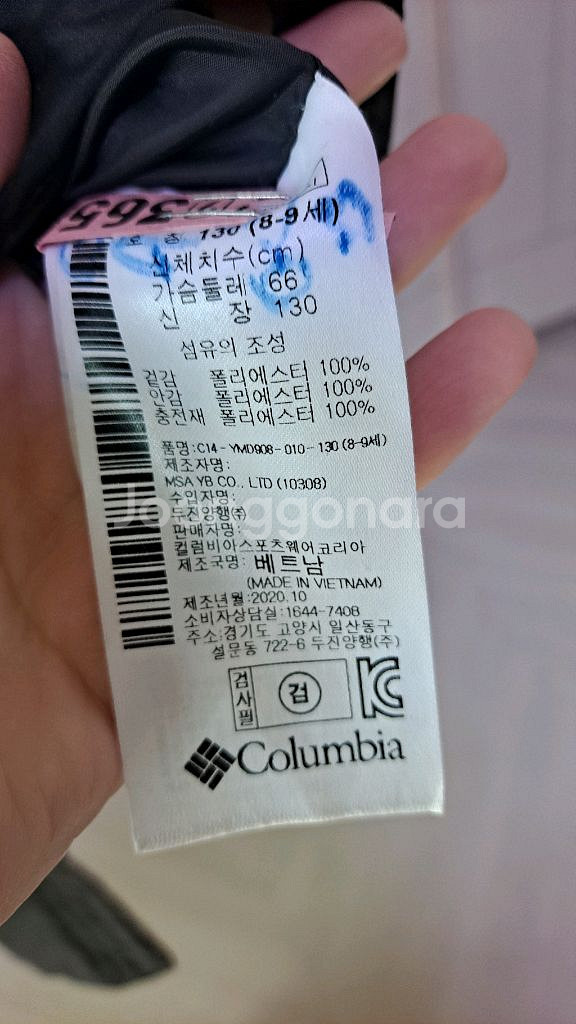 365
호 칭 130 (8-9세)
신체치수(cm)
가슴둘레 66
신 장 130
섬유의 조성
겉감 폴리에스터 100%
안감 폴리에스터 100%
충전재 폴리에스터 100%
품명:C14-YMD908-010-130 (8-9세)
제조자명:
MSA YB CO., LTD (10308)
수입자명:
두진양행(주)
판매자명:
컬럼비아스포츠웨어코리아
제조국명: 베트남
(MADE IN VIETNAM)
제조년월:2020.10
소비자상담실:1644-7408
주소:경기도 고양시 일산동구
설문동 722-6 두진양행(주)
검사필 검 KC
Columbia
Joonggonara